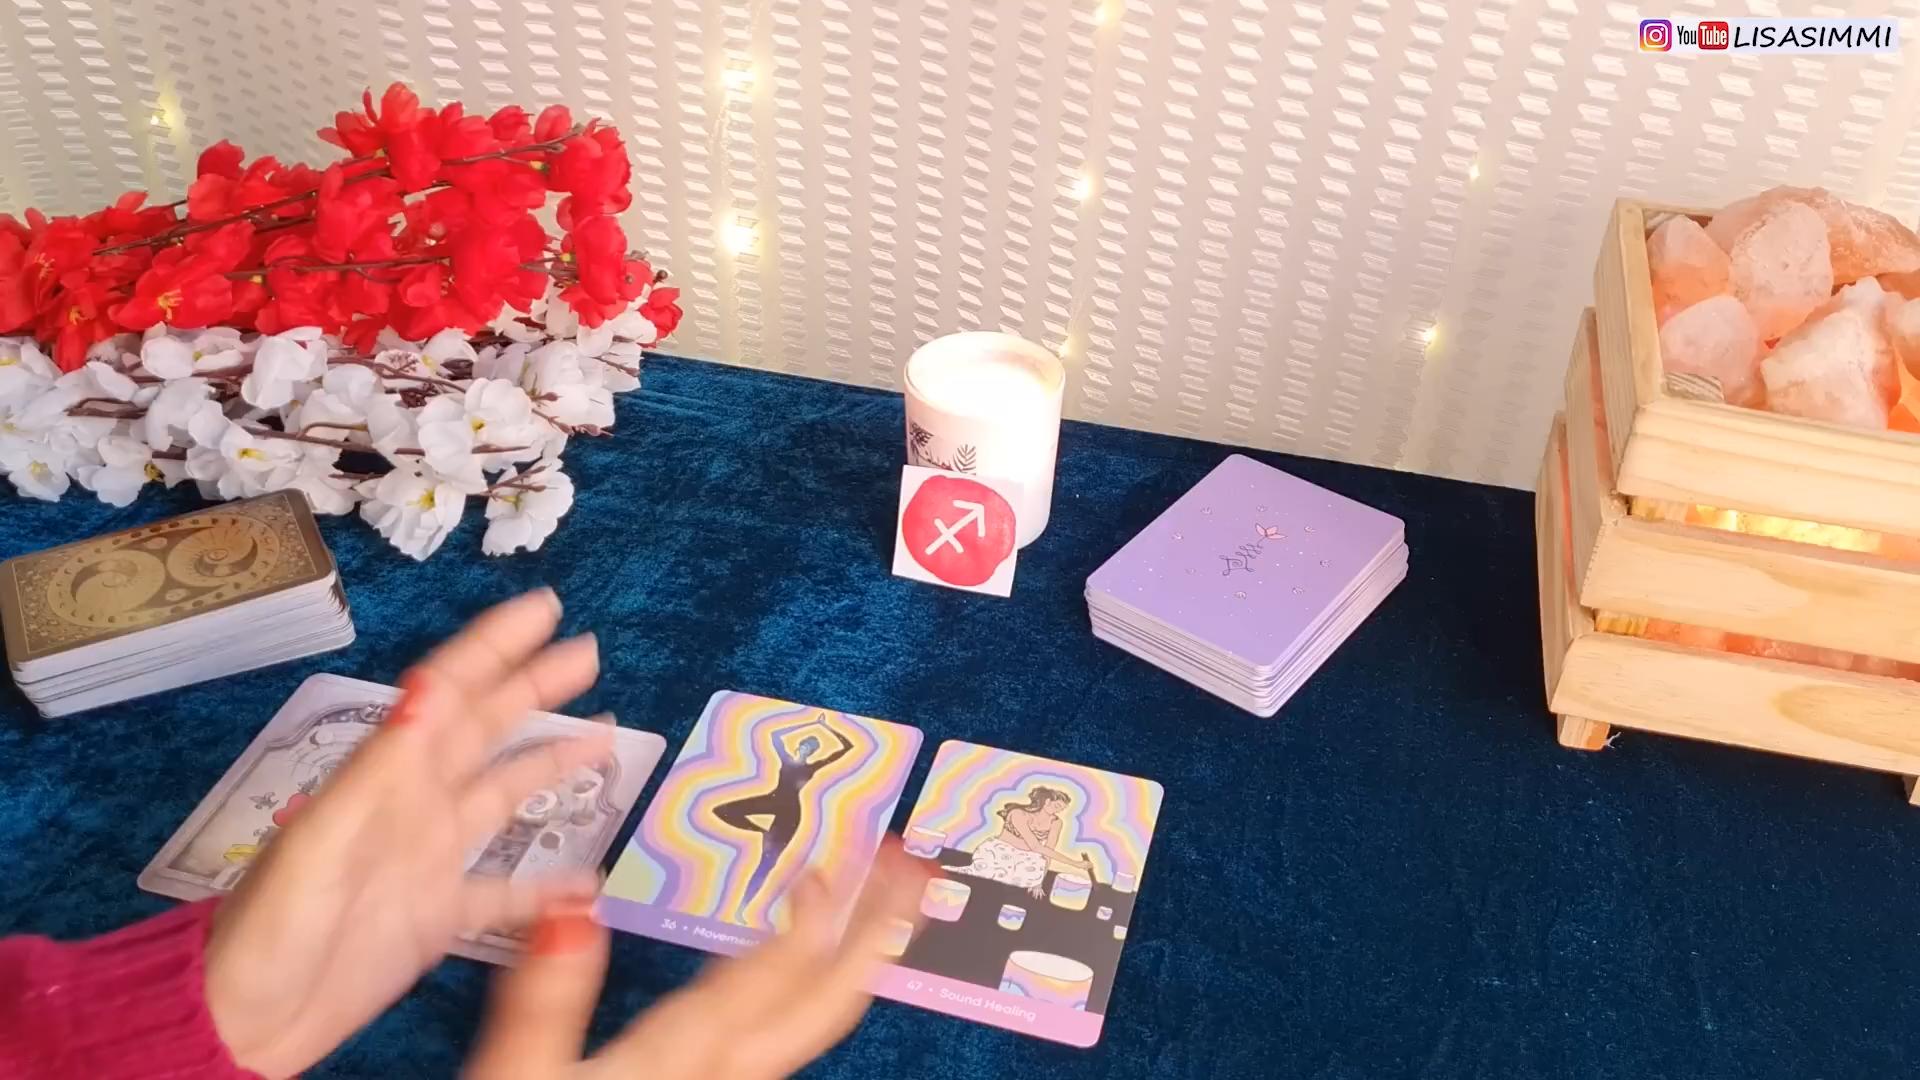 YouTube LISASIMMI
36 • Movement
47 • Sound Healing